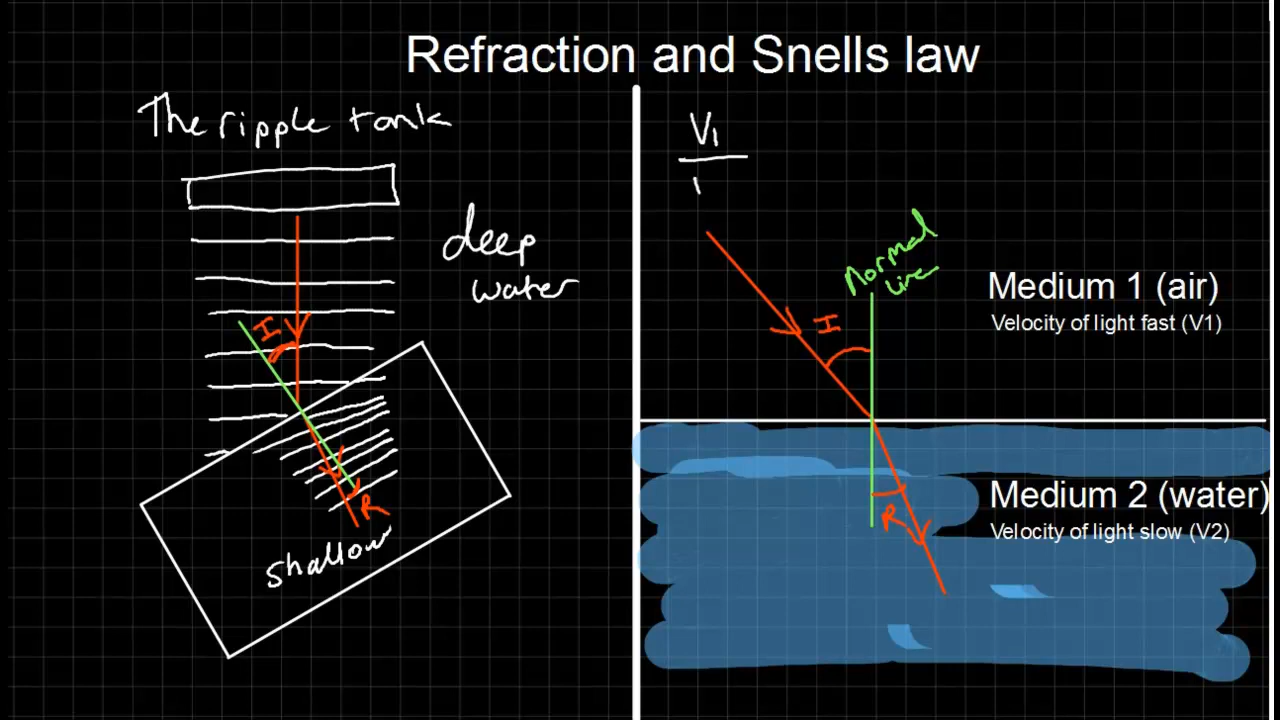 Refraction and Snells law
The ripple tank
deep
water
I
R
shallow
V1
I
Normal
line
R
Medium 1 (air)
Velocity of light fast (V1)
Medium 2 (water)
Velocity of light slow (V2)